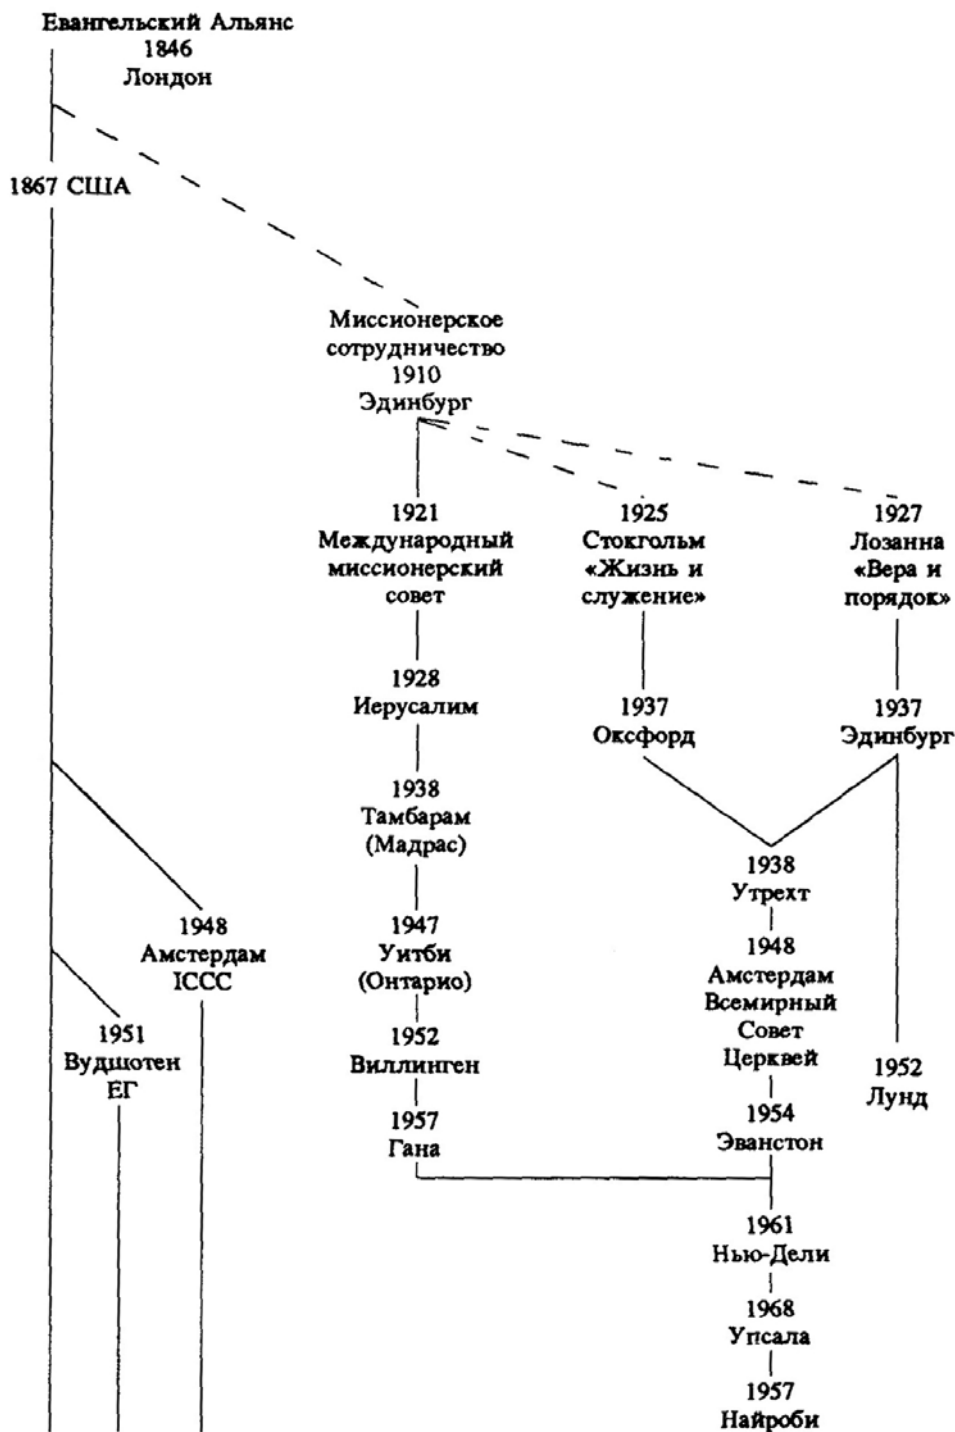 Евангельский Альянс
1846
Лондон
1867 США
Миссионерское
сотрудничество
1910
Эдинбург
1921
Международный
миссионерский
совет
1925
Стокгольм
«Жизнь и
служение»
1927
Лозанна
«Вера и
порядок»
1928
Иерусалим
1937
Оксфорд
1937
Эдинбург
1938
Тамбарам
(Мадрас)
1938
Утрехт
1948
Амстердам
ICCC
1947
Уитби
(Онтарио)
1948
Амстердам
Всемирный
Совет
Церквей
1951
Вудшотен
ЕГ
1952
Виллинген
1952
Лунд
1957
Гана
1954
Эванстон
1961
Нью-Дели
1968
Упсала
1957
Найроби